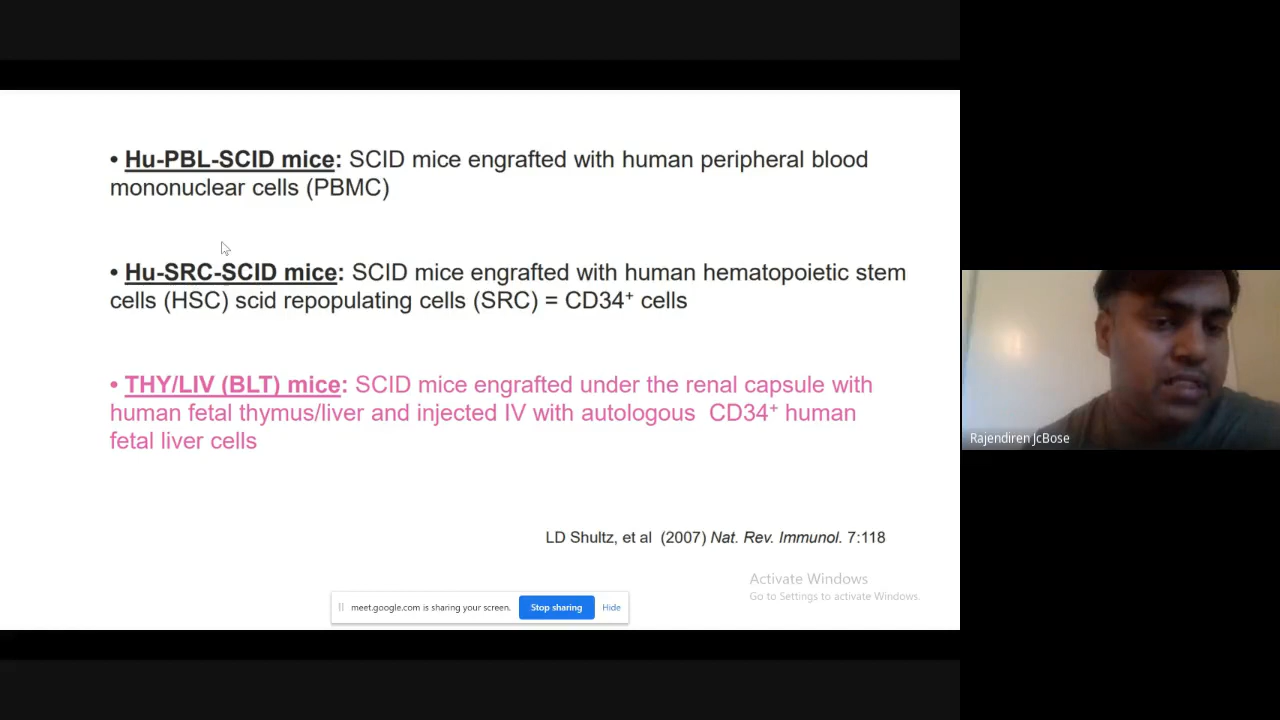 • Hu-PBL-SCID mice: SCID mice engrafted with human peripheral blood
mononuclear cells (PBMC)
• Hu-SRC-SCID mice: SCID mice engrafted with human hematopoietic stem
cells (HSC) scid repopulating cells (SRC) = CD34⁺ cells
• THY/LIV (BLT) mice: SCID mice engrafted under the renal capsule with
human fetal thymus/liver and injected IV with autologous CD34⁺ human
fetal liver cells
LD Shultz, et al (2007) Nat. Rev. Immunol. 7:118
Activate Windows
Go to Settings to activate Windows.
meet.google.com is sharing your screen. Stop sharing Hide
Rajendiren JcBose